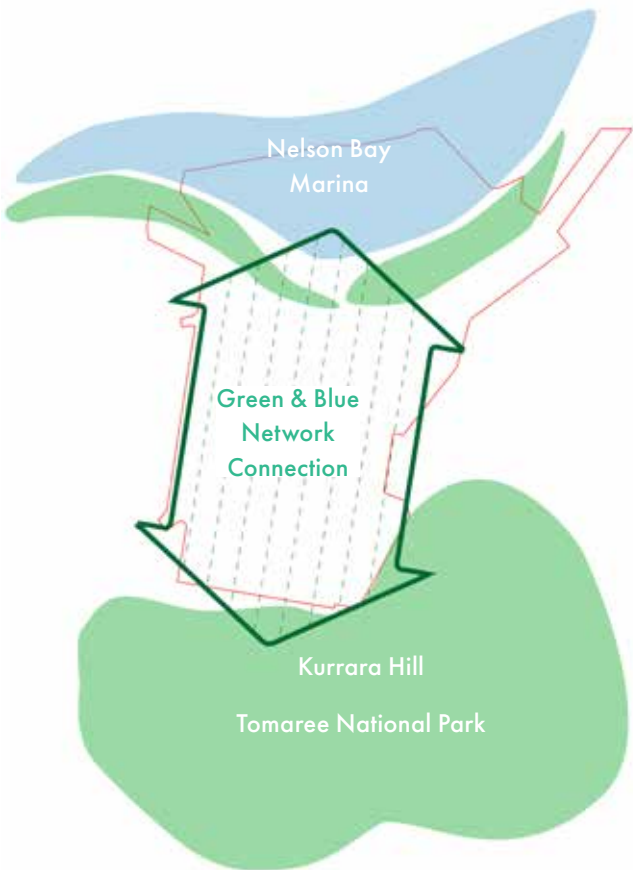 Nelson Bay
Marina
Green & Blue
Network
Connection
Kurrara Hill
Tomaree National Park